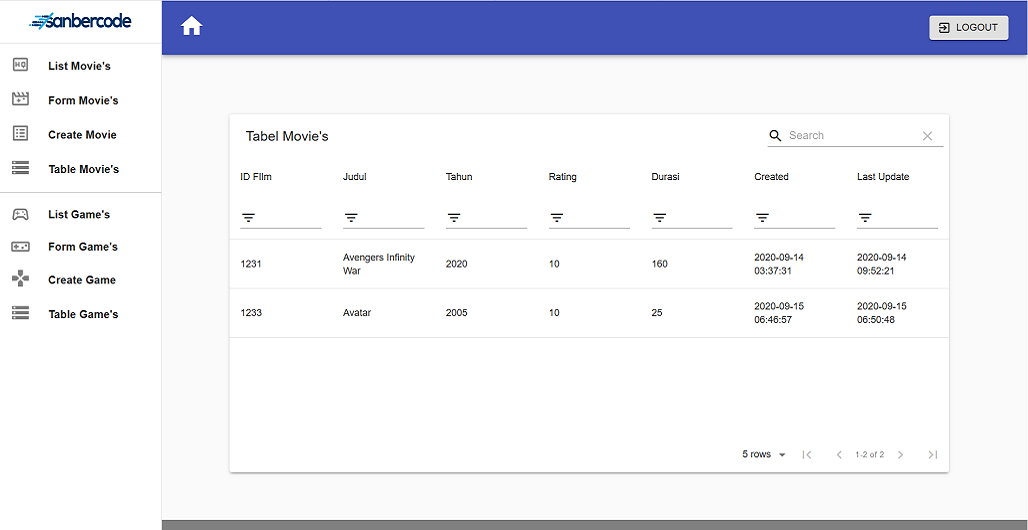 sanbercode
LOGOUT
HQ
List Movie's
Form Movie's
Create Movie
Table Movie's
List Game's
Form Game's
Create Game
Table Game's
Tabel Movie's
Search
ID FIlm Judul Tahun Rating Durasi Created Last Update
1231 Avengers Infinity War 2020 10 160 2020-09-14 03:37:31 2020-09-14 09:52:21
1233 Avatar 2005 10 25 2020-09-15 06:46:57 2020-09-15 06:50:48
5 rows 1-2 of 2